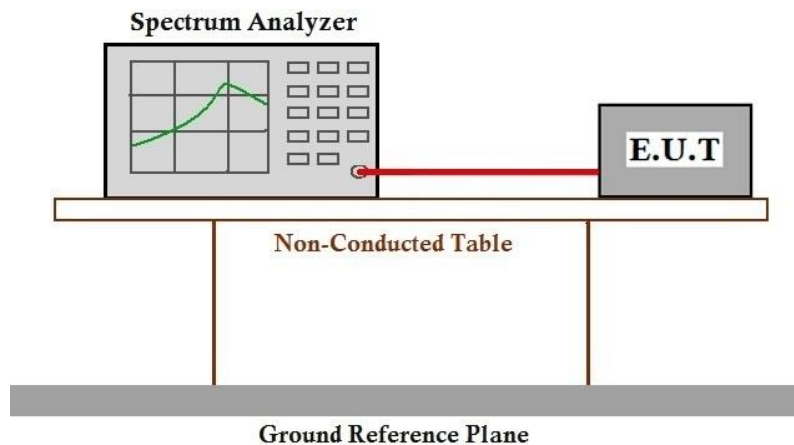 Spectrum Analyzer
E.U.T
Non-Conducted Table
Ground Reference Plane